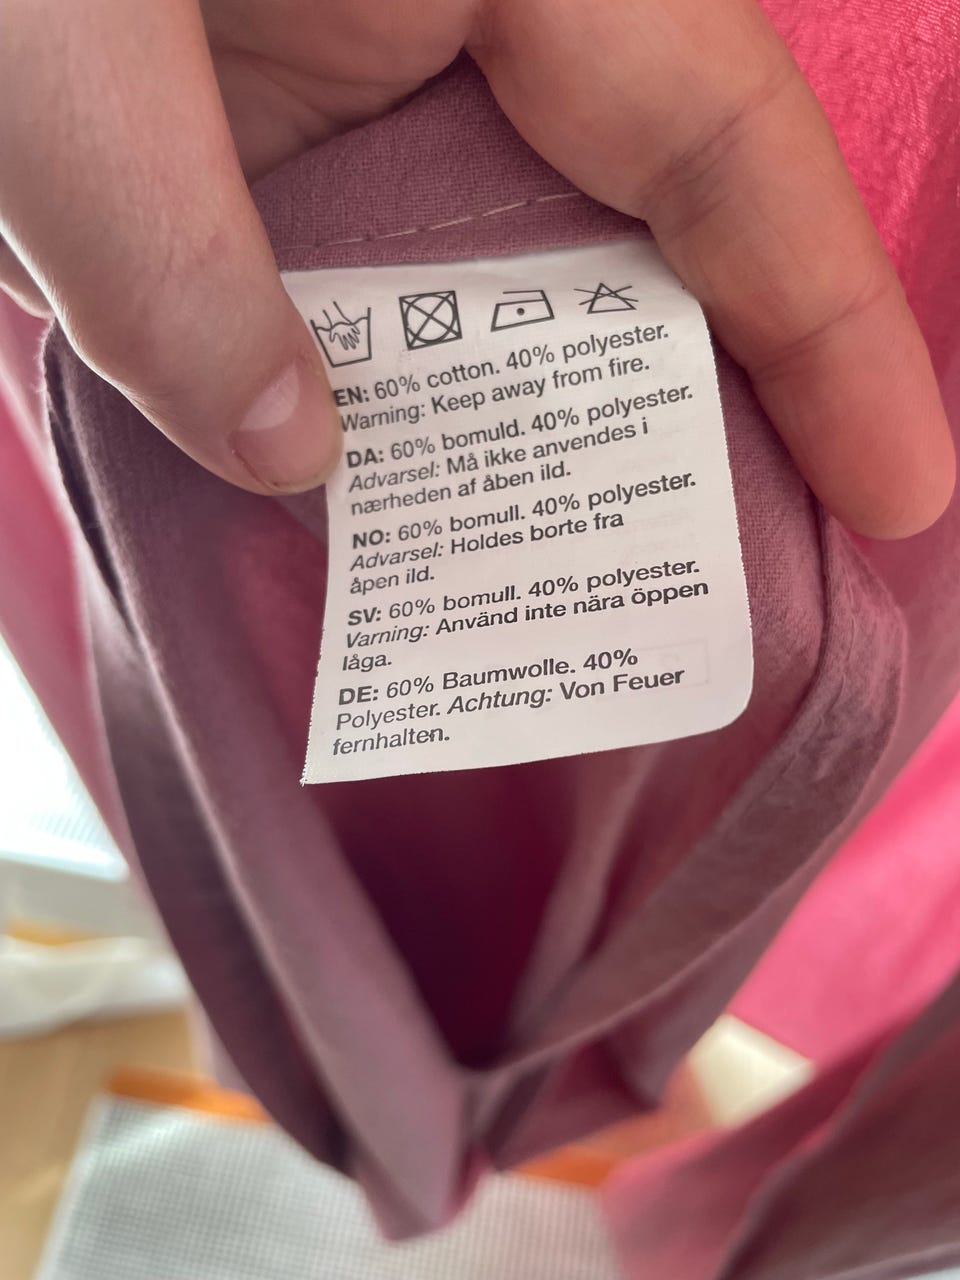 EN: 60% cotton. 40% polyester.
Warning: Keep away from fire.
DA: 60% bomuld. 40% polyester.
Advarsel: Må ikke anvendes i
nærheden af åben ild.
NO: 60% bomull. 40% polyester.
Advarsel: Holdes borte fra
åpen ild.
SV: 60% bomull. 40% polyester.
Varning: Använd inte nära öppen
låga.
DE: 60% Baumwolle. 40%
Polyester. Achtung: Von Feuer
fernhalten.